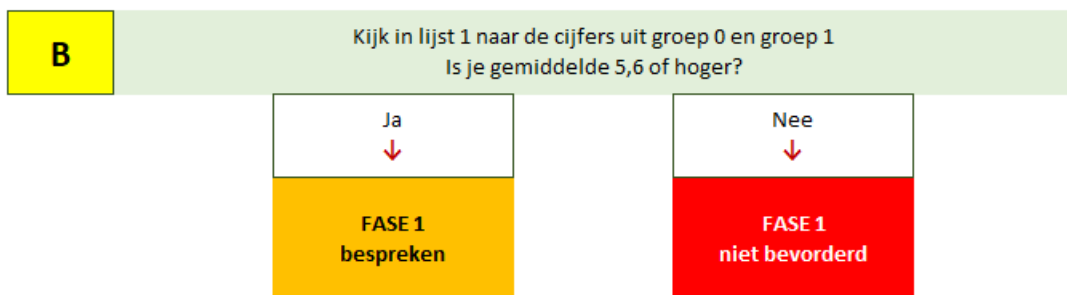 B
Kijk in lijst 1 naar de cijfers uit groep 0 en groep 1
Is je gemiddelde 5,6 of hoger?
Ja
↓
Nee
↓
FASE 1
bespreken
FASE 1
niet bevorderd